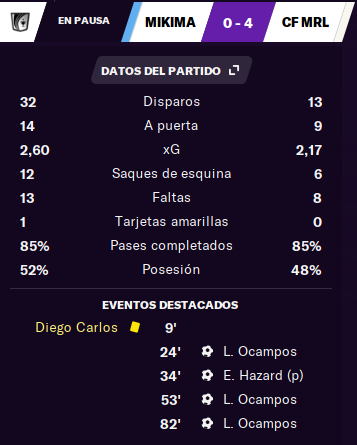 EN PAUSA MIKIMA 0 - 4 CF MRL
DATOS DEL PARTIDO
32 Disparos 13
14 A puerta 9
2,60 xG 2,17
12 Saques de esquina 6
13 Faltas 8
1 Tarjetas amarillas 0
85% Pases completados 85%
52% Posesión 48%
EVENTOS DESTACADOS
Diego Carlos 9'
24' L. Ocampos
34' E. Hazard (p)
53' L. Ocampos
82' L. Ocampos